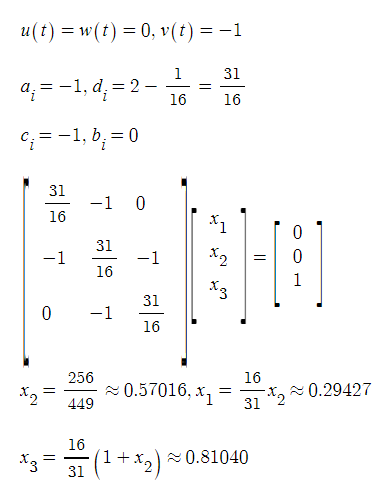 u(t) = w(t) = 0, v(t) = −1
a_i = −1, d_i = 2 − 1/16 = 31/16
c_i = −1, b_i = 0
[31/16 −1 0; −1 31/16 −1; 0 −1 31/16] [x_1; x_2; x_3] = [0; 0; 1]
x_2 = 256/449 ≈ 0.57016, x_1 = 16/31 x_2 ≈ 0.29427
x_3 = 16/31 (1 + x_2) ≈ 0.81040